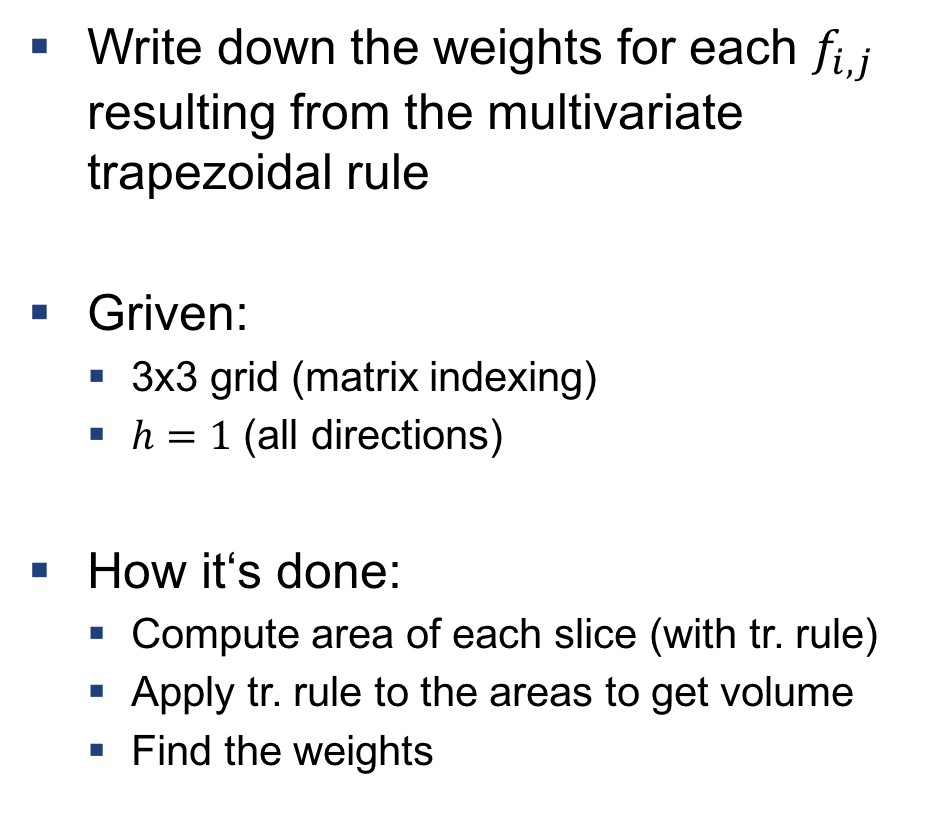 ▪ Write down the weights for each f_{i,j}
resulting from the multivariate
trapezoidal rule
▪ Griven:
▪ 3x3 grid (matrix indexing)
▪ h = 1 (all directions)
▪ How it‘s done:
▪ Compute area of each slice (with tr. rule)
▪ Apply tr. rule to the areas to get volume
▪ Find the weights